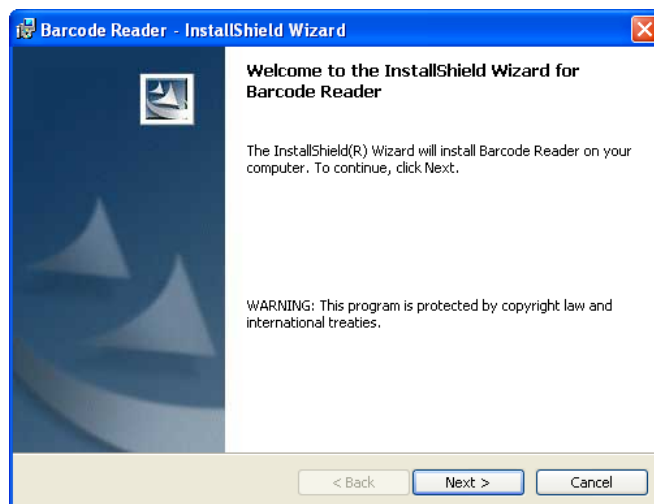 Barcode Reader - InstallShield Wizard
Welcome to the InstallShield Wizard for
Barcode Reader
The InstallShield(R) Wizard will install Barcode Reader on your
computer. To continue, click Next.
WARNING: This program is protected by copyright law and
international treaties.
< Back
Next >
Cancel